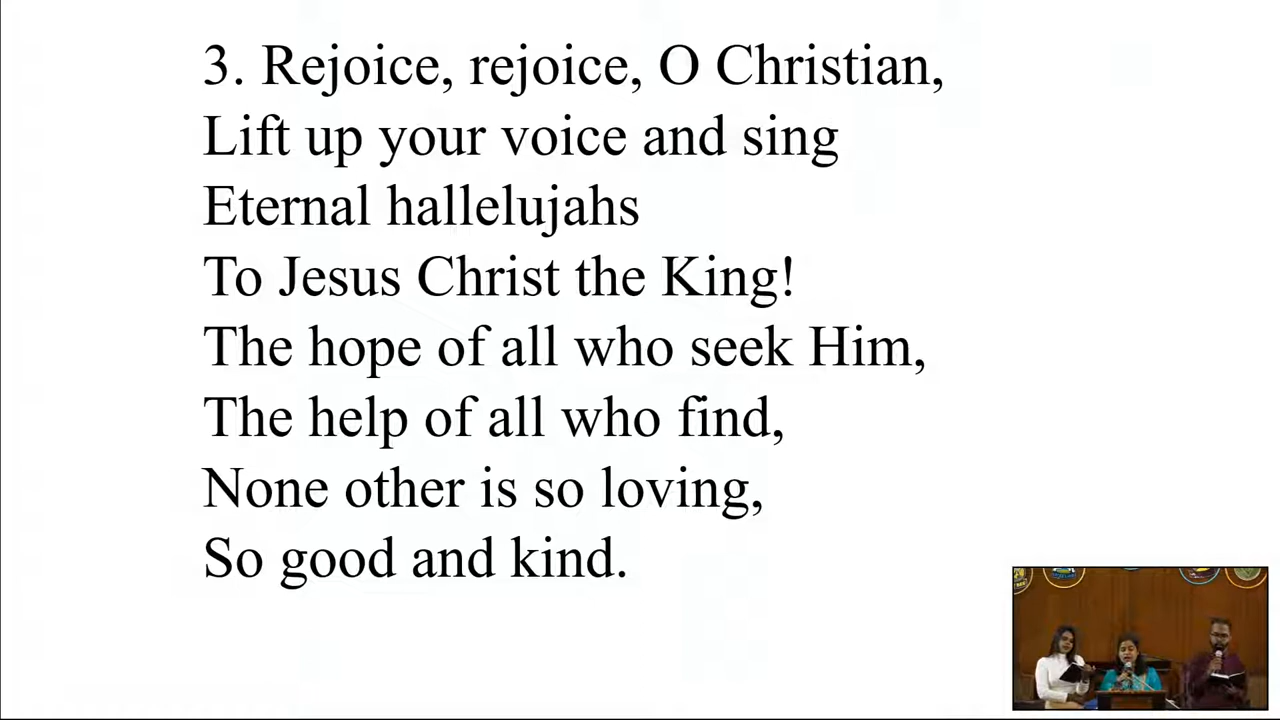 3. Rejoice, rejoice, O Christian,
Lift up your voice and sing
Eternal hallelujahs
To Jesus Christ the King!
The hope of all who seek Him,
The help of all who find,
None other is so loving,
So good and kind.